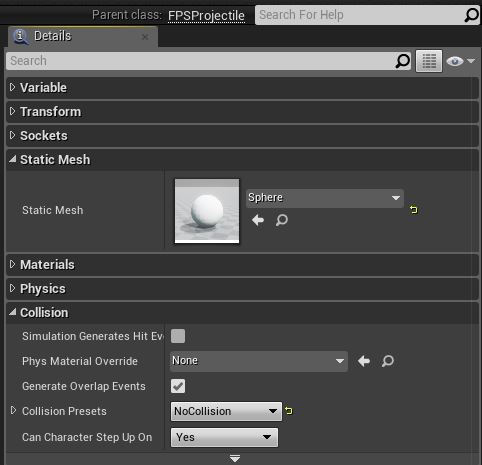 Parent class: FPSProjectile Search For Help
Details
Search
Variable
Transform
Sockets
Static Mesh
Static Mesh Sphere
Materials
Physics
Collision
Simulation Generates Hit Ev
Phys Material Override None
Generate Overlap Events
Collision Presets NoCollision
Can Character Step Up On Yes